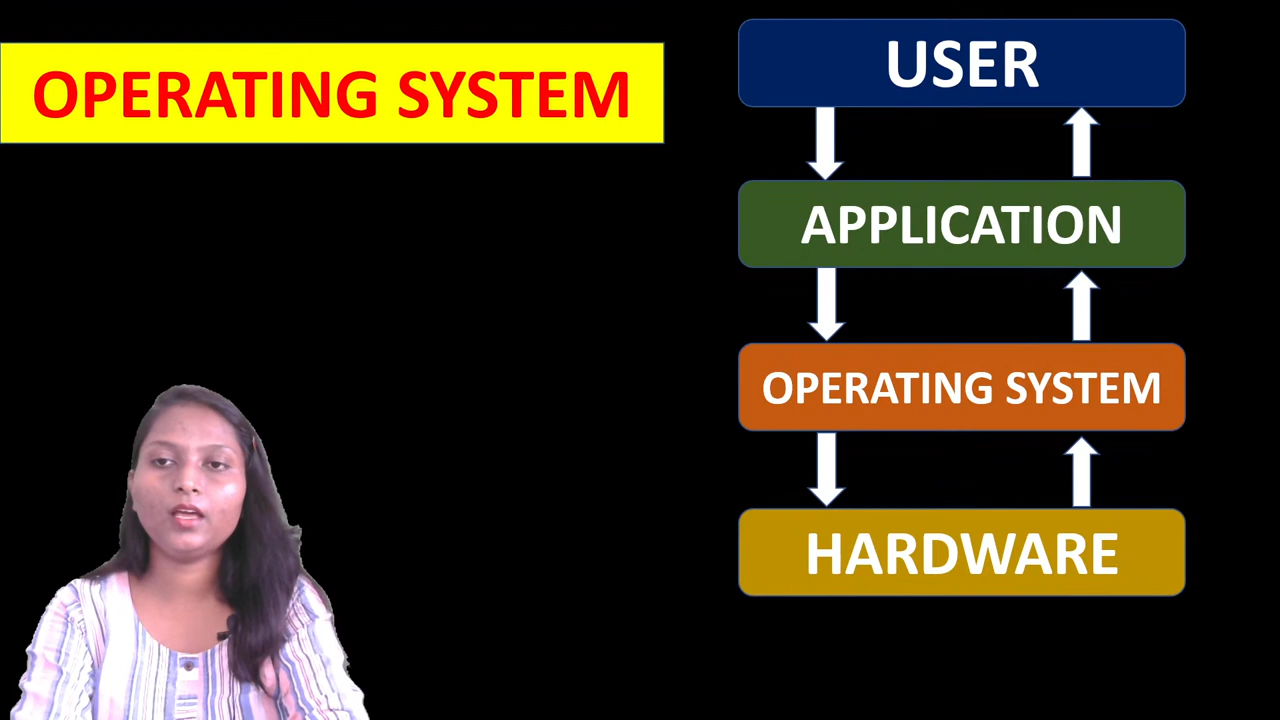 OPERATING SYSTEM
USER
APPLICATION
OPERATING SYSTEM
HARDWARE